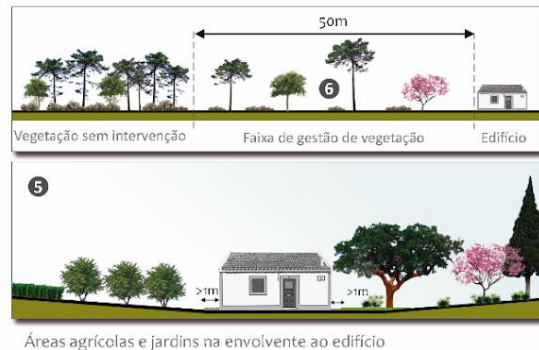 50m
6
Vegetação sem intervenção
Faixa de gestão de vegetação
Edifício
5
>1m
>1m
Áreas agrícolas e jardins na envolvente ao edifício